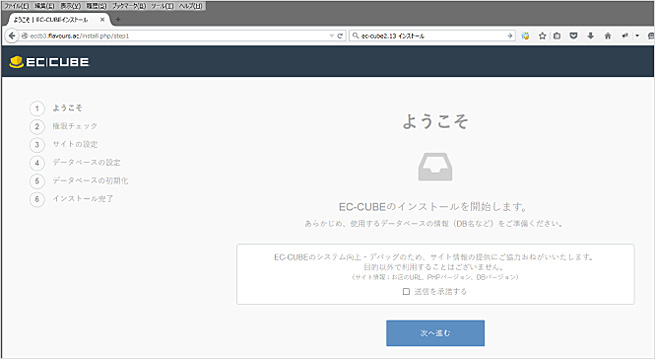 ファイル(F) 編集(E) 表示(V) 履歴(S) ブックマーク(B) ツール(T) ヘルプ(H)
ようこそ | EC-CUBEインストール
ecdb3.flavours.ac/install.php/step1
ec-cube2.13 インストール
EC CUBE
1 ようこそ
2 権限チェック
3 サイトの設定
4 データベースの設定
5 データベースの初期化
6 インストール完了
ようこそ
EC-CUBEのインストールを開始します。
あらかじめ、使用するデータベースの情報（DB名など）をご準備ください。
EC-CUBEのシステム向上・デバッグのため、サイト情報の提供にご協力おねがいいたします。
目的以外で利用することはございません。
（サイト情報：お店のURL、PHPバージョン、DBバージョン）
送信を承諾する
次へ進む